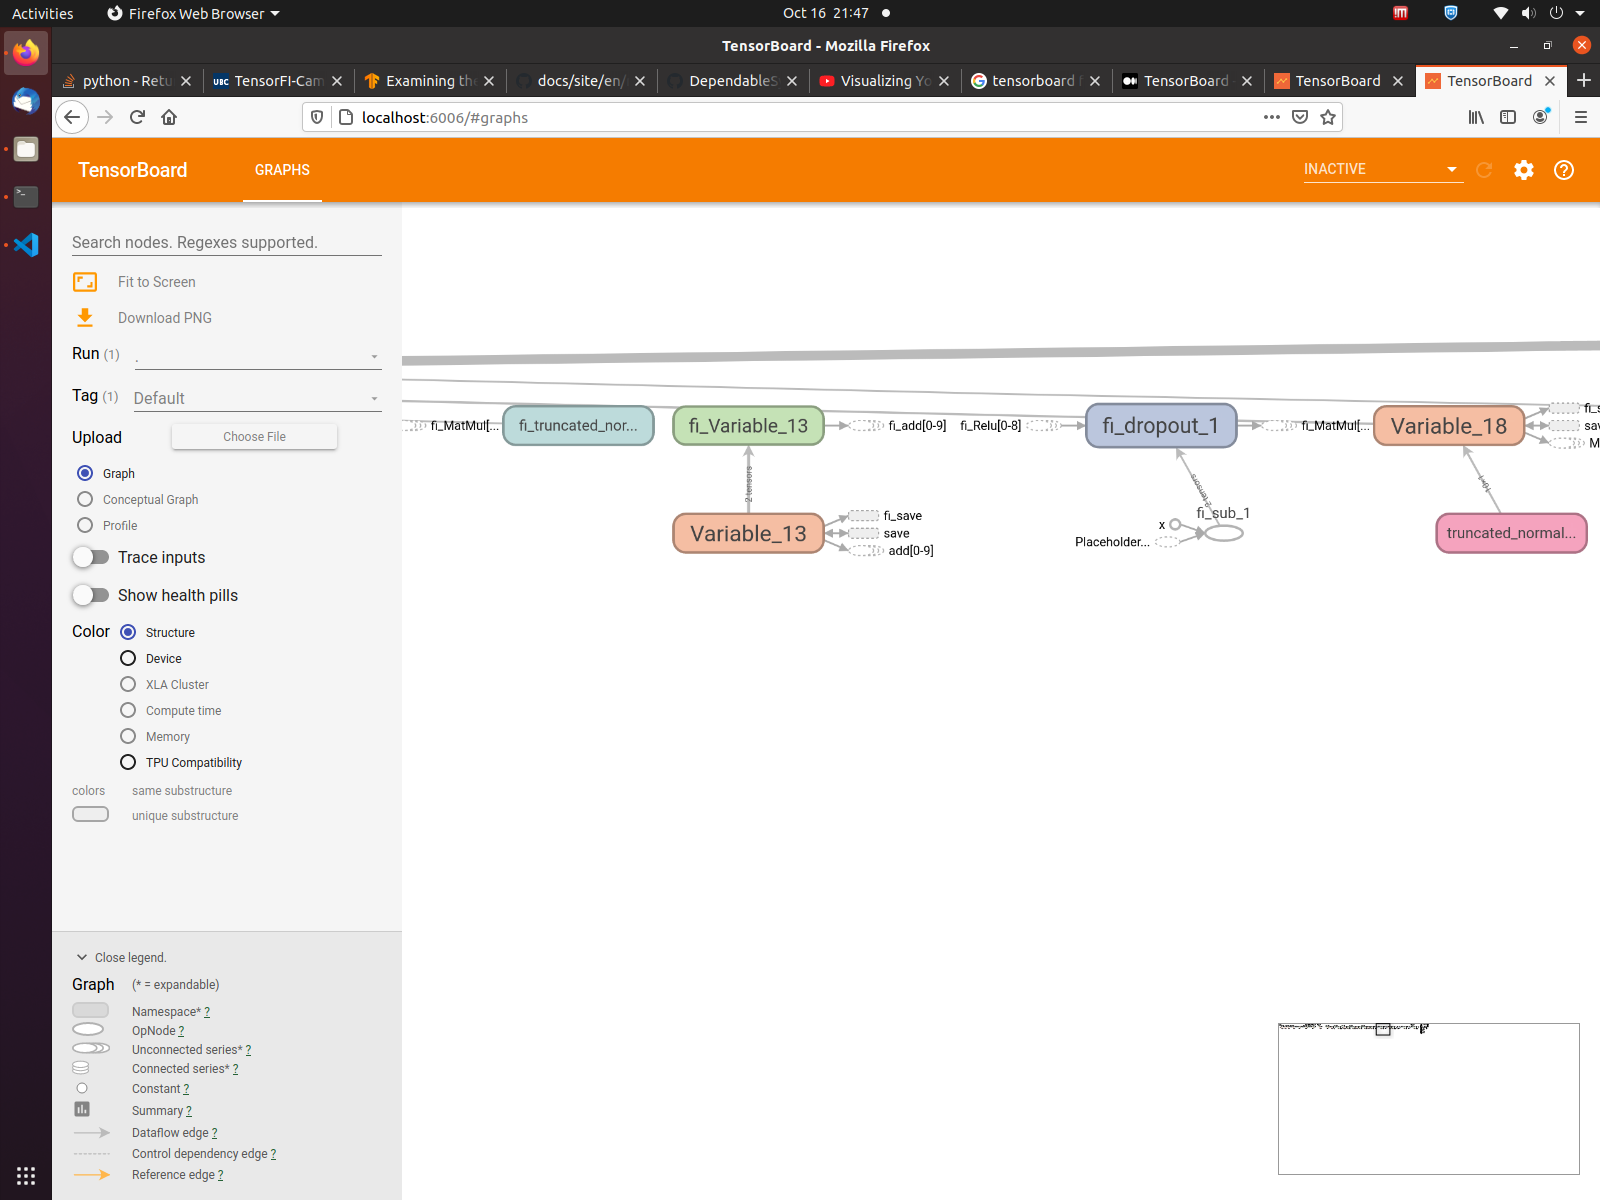 Activities
Firefox Web Browser
Oct 16 21:47
TensorBoard - Mozilla Firefox
python - Retu
UBC TensorFI-Cam
Examining the
docs/site/en/
DependableS
Visualizing Yo
tensorboard
TensorBoard
TensorBoard
TensorBoard
localhost:6006/#graphs
TensorBoard
GRAPHS
INACTIVE
Search nodes. Regexes supported.
Fit to Screen
Download PNG
Run (1) .
Tag (1) Default
Upload
Choose File
Graph
Conceptual Graph
Profile
Trace inputs
Show health pills
Color
Structure
Device
XLA Cluster
Compute time
Memory
TPU Compatibility
colors same substructure
unique substructure
Close legend.
Graph (* = expandable)
Namespace* ?
OpNode ?
Unconnected series* ?
Connected series* ?
Constant ?
Summary ?
Dataflow edge ?
Control dependency edge ?
Reference edge ?
fi_MatMul[...
fi_truncated_nor...
fi_Variable_13
fi_add[0-9]
fi_Relu[0-8]
fi_dropout_1
fi_MatMul[...
Variable_18
fi_s
sav
M
2 tensors
2 tensors
fi_sub_1
Variable_13
fi_save
save
add[0-9]
x
Placeholder...
truncated_normal...